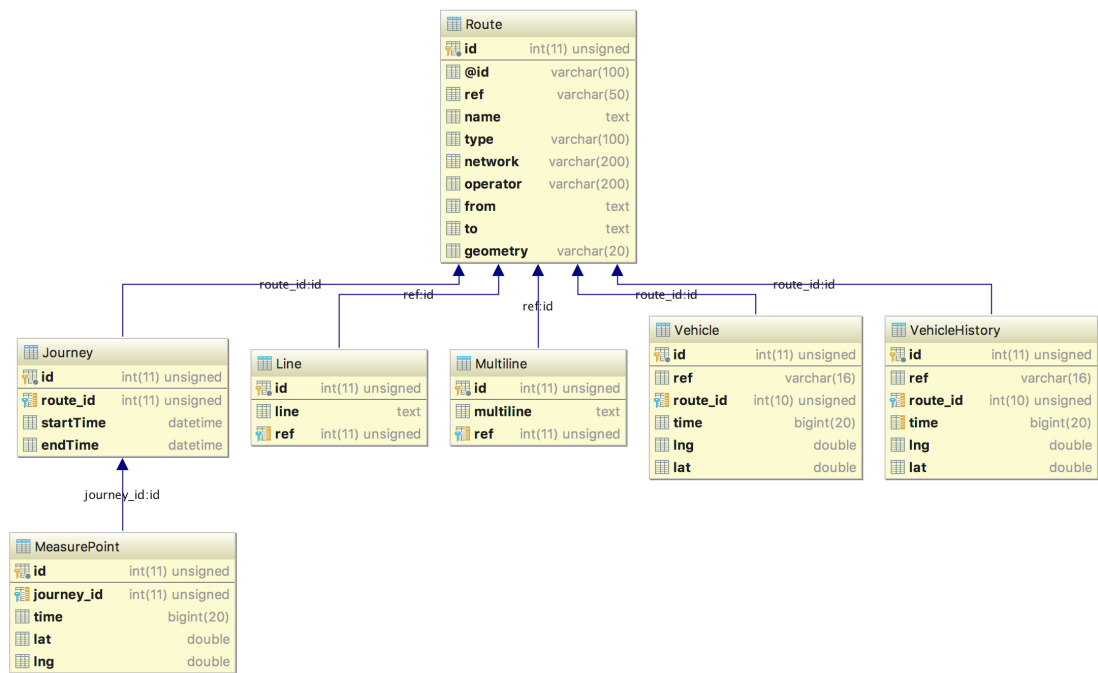 Route
id int(11) unsigned
@id varchar(100)
ref varchar(50)
name text
type varchar(100)
network varchar(200)
operator varchar(200)
from text
to text
geometry varchar(20)
route_id:id
ref:id
ref:id
route_id:id
route_id:id
Journey
id int(11) unsigned
route_id int(11) unsigned
startTime datetime
endTime datetime
Line
id int(11) unsigned
line text
ref int(11) unsigned
Multiline
id int(11) unsigned
multiline text
ref int(11) unsigned
Vehicle
id int(11) unsigned
ref varchar(16)
route_id int(10) unsigned
time bigint(20)
lng double
lat double
VehicleHistory
id int(11) unsigned
ref varchar(16)
route_id int(10) unsigned
time bigint(20)
lng double
lat double
journey_id:id
MeasurePoint
id int(11) unsigned
journey_id int(11) unsigned
time bigint(20)
lat double
lng double